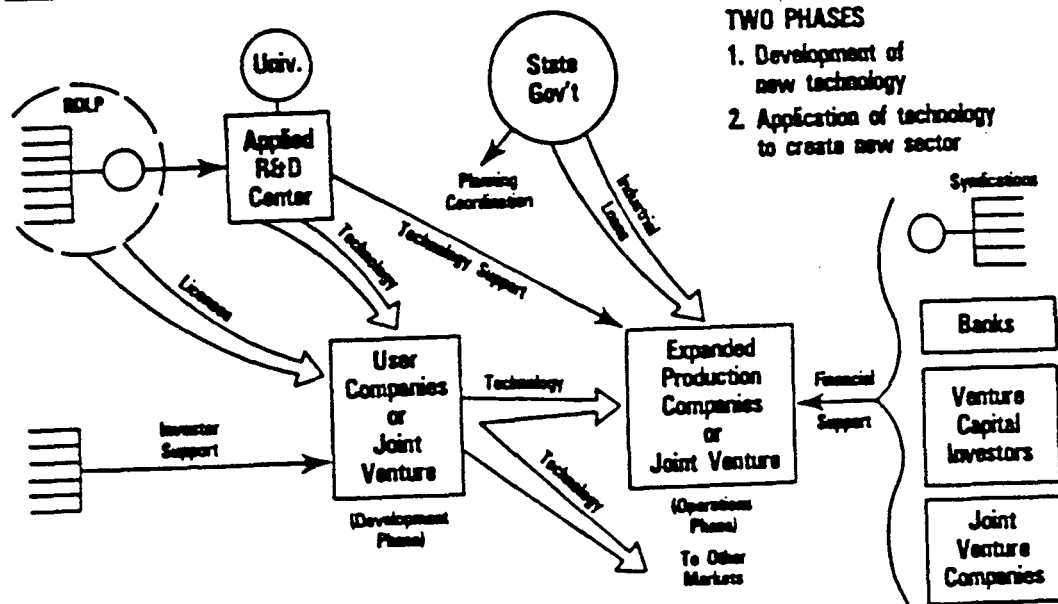 TWO PHASES
1. Development of
new technology
2. Application of technology
to create new sector
RDLP
Univ.
Applied
R&D
Center
State
Gov't
Planning
Coordination
Industrial
Loans
Syndications
Licenses
Technology
Technology Support
User
Companies
or
Joint
Venture
(Development
Phase)
Investor
Support
Technology
Technology
Expanded
Production
Companies
or
Joint Venture
(Operations
Phase)
To Other
Markets
Financial
Support
Banks
Venture
Capital
Investors
Joint
Venture
Companies